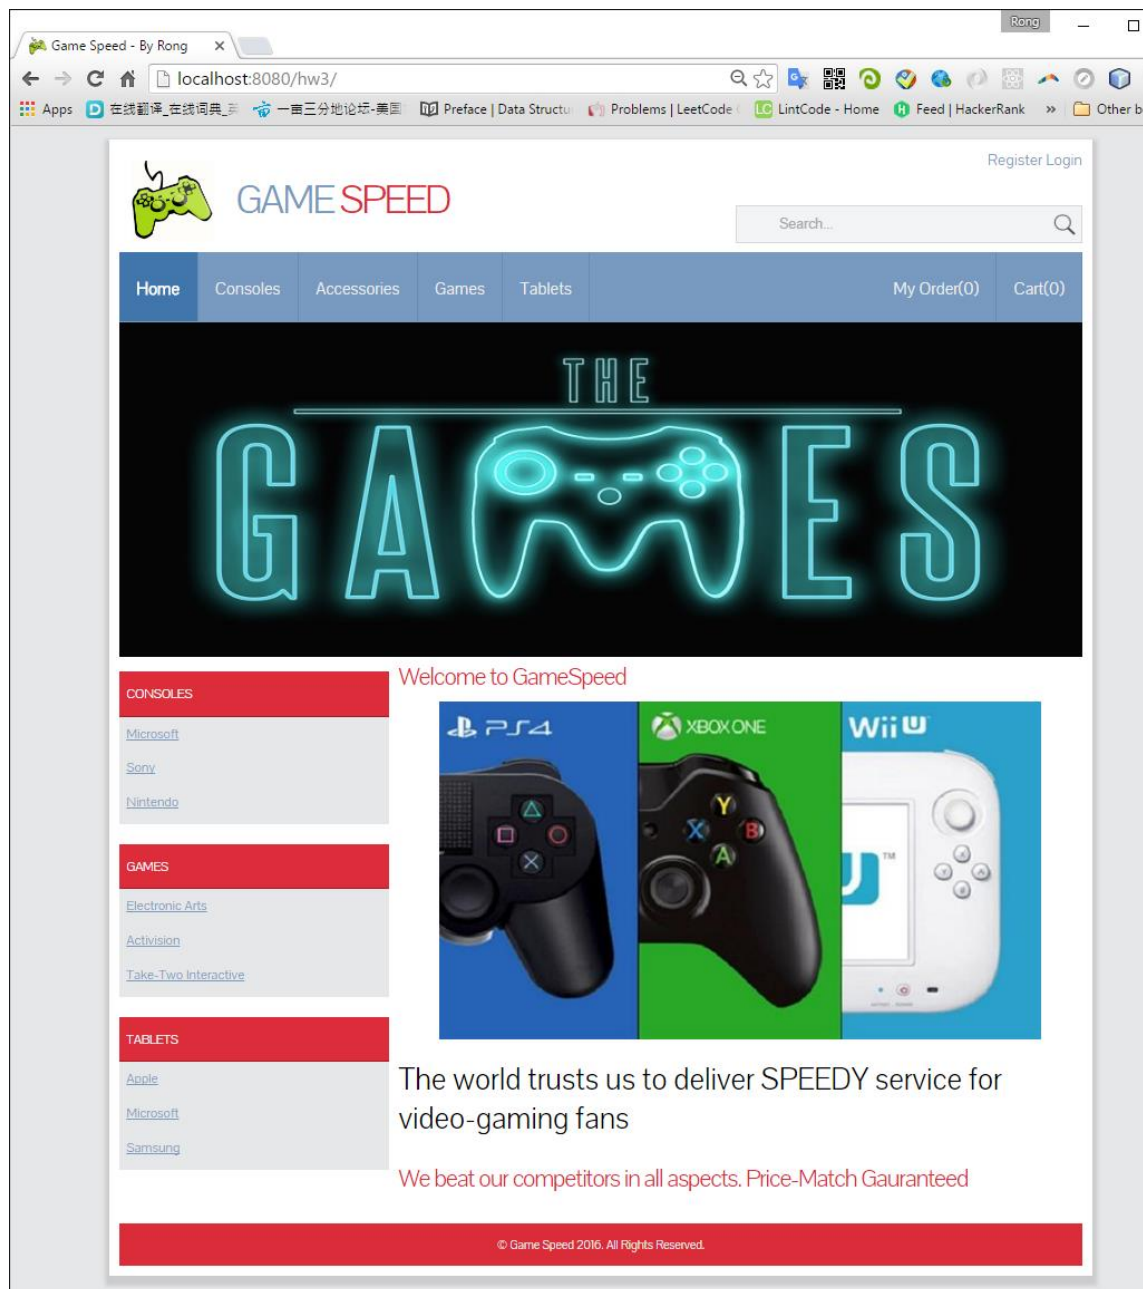 Rong
Game Speed - By Rong
localhost:8080/hw3/
Apps
在线翻译_在线词典_
一亩三分地论坛-美国
Preface | Data Structu
Problems | LeetCode
LC LintCode - Home
Feed | HackerRank
»
Other b
Register Login
GAME SPEED
Search...
Home
Consoles
Accessories
Games
Tablets
My Order(0)
Cart(0)
THE
GAMES
CONSOLES
Microsoft
Sony
Nintendo
GAMES
Electronic Arts
Activision
Take-Two Interactive
TABLETS
Apple
Microsoft
Samsung
Welcome to GameSpeed
PS4
XBOX ONE
Wii U
Y
X B
A
U TM
The world trusts us to deliver SPEEDY service for
video-gaming fans
We beat our competitors in all aspects. Price-Match Gauranteed
© Game Speed 2016. All Rights Reserved.